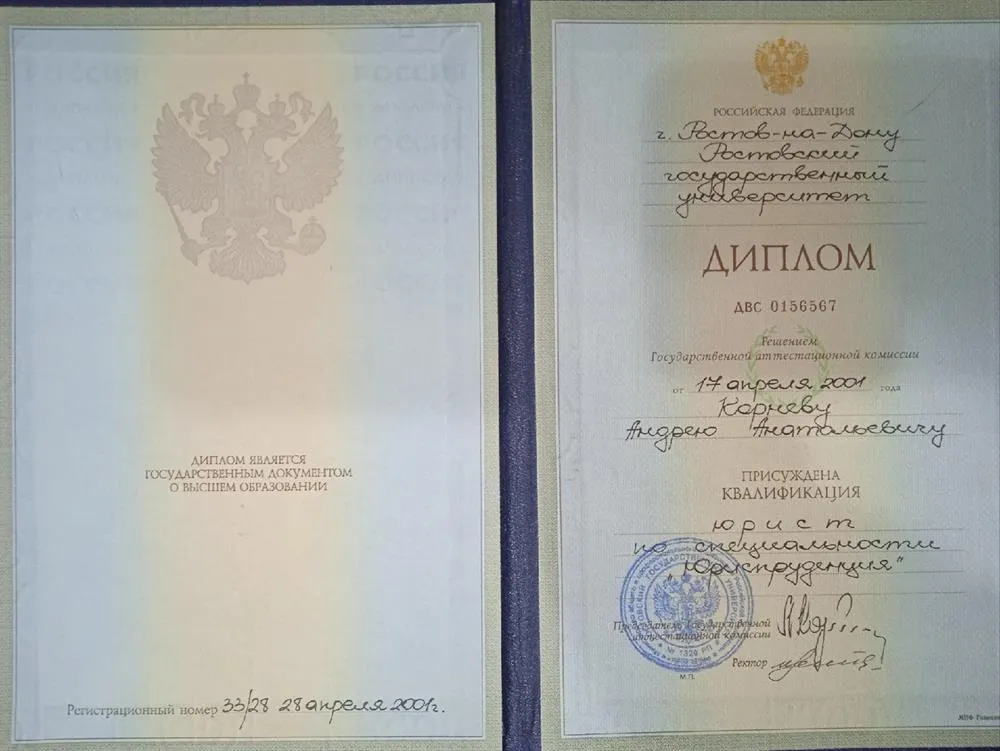 ДИПЛОМ ЯВЛЯЕТСЯ
ГОСУДАРСТВЕННЫМ ДОКУМЕНТОМ
О ВЫСШЕМ ОБРАЗОВАНИИ
Регистрационный номер 33/28 28 апреля 2001г.
РОССИЙСКАЯ ФЕДЕРАЦИЯ
г. Ростов-на-Дону
Ростовский
государственный
университет
ДИПЛОМ
ДВС 0156567
Решением
Государственной аттестационной комиссии
от 17 апреля 2001 года
Корневу
Андрею Анатольевичу
ПРИСУЖДЕНА
КВАЛИФИКАЦИЯ
юрист
по специальности
"Юриспруденция"
Председатель Государственной
аттестационной комиссии
Ректор
М.П.